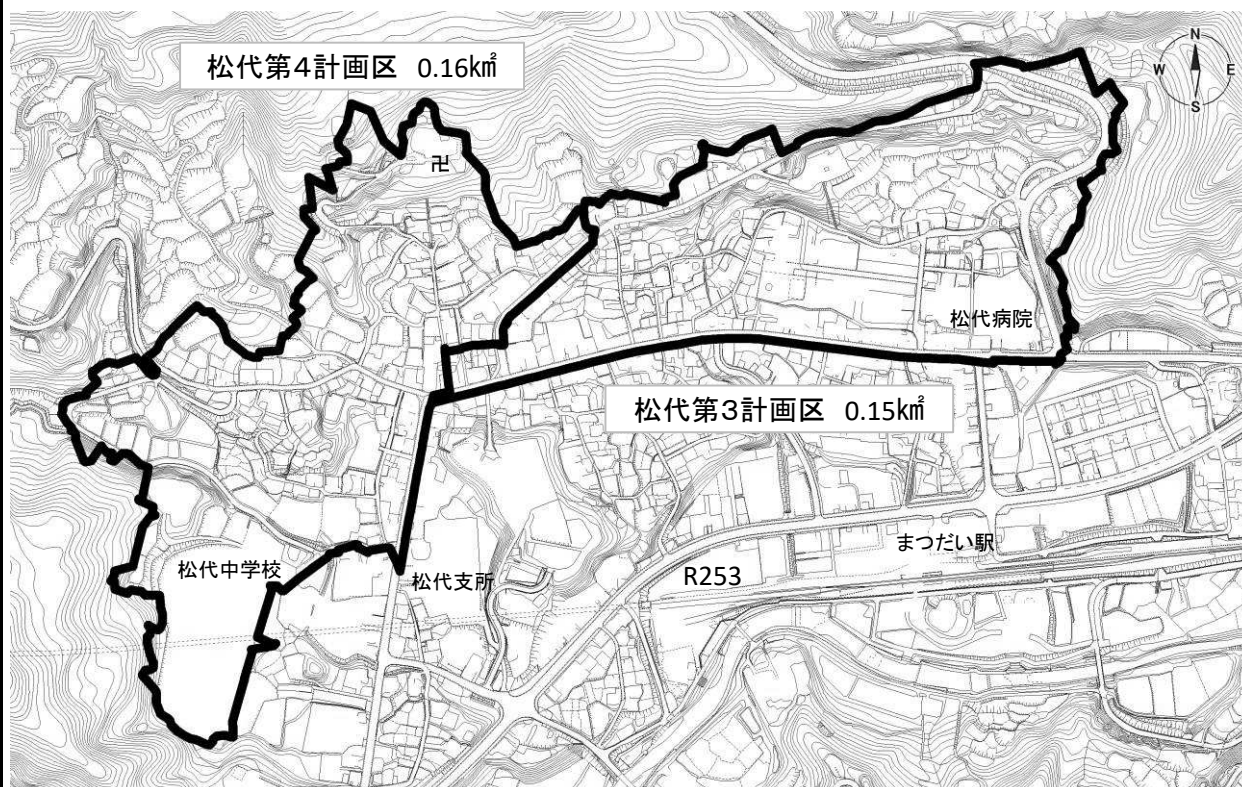 松代第4計画区 0.16㎢
N
W E
S
卍
松代病院
松代第3計画区 0.15㎢
まつだい駅
松代中学校
松代支所
R253